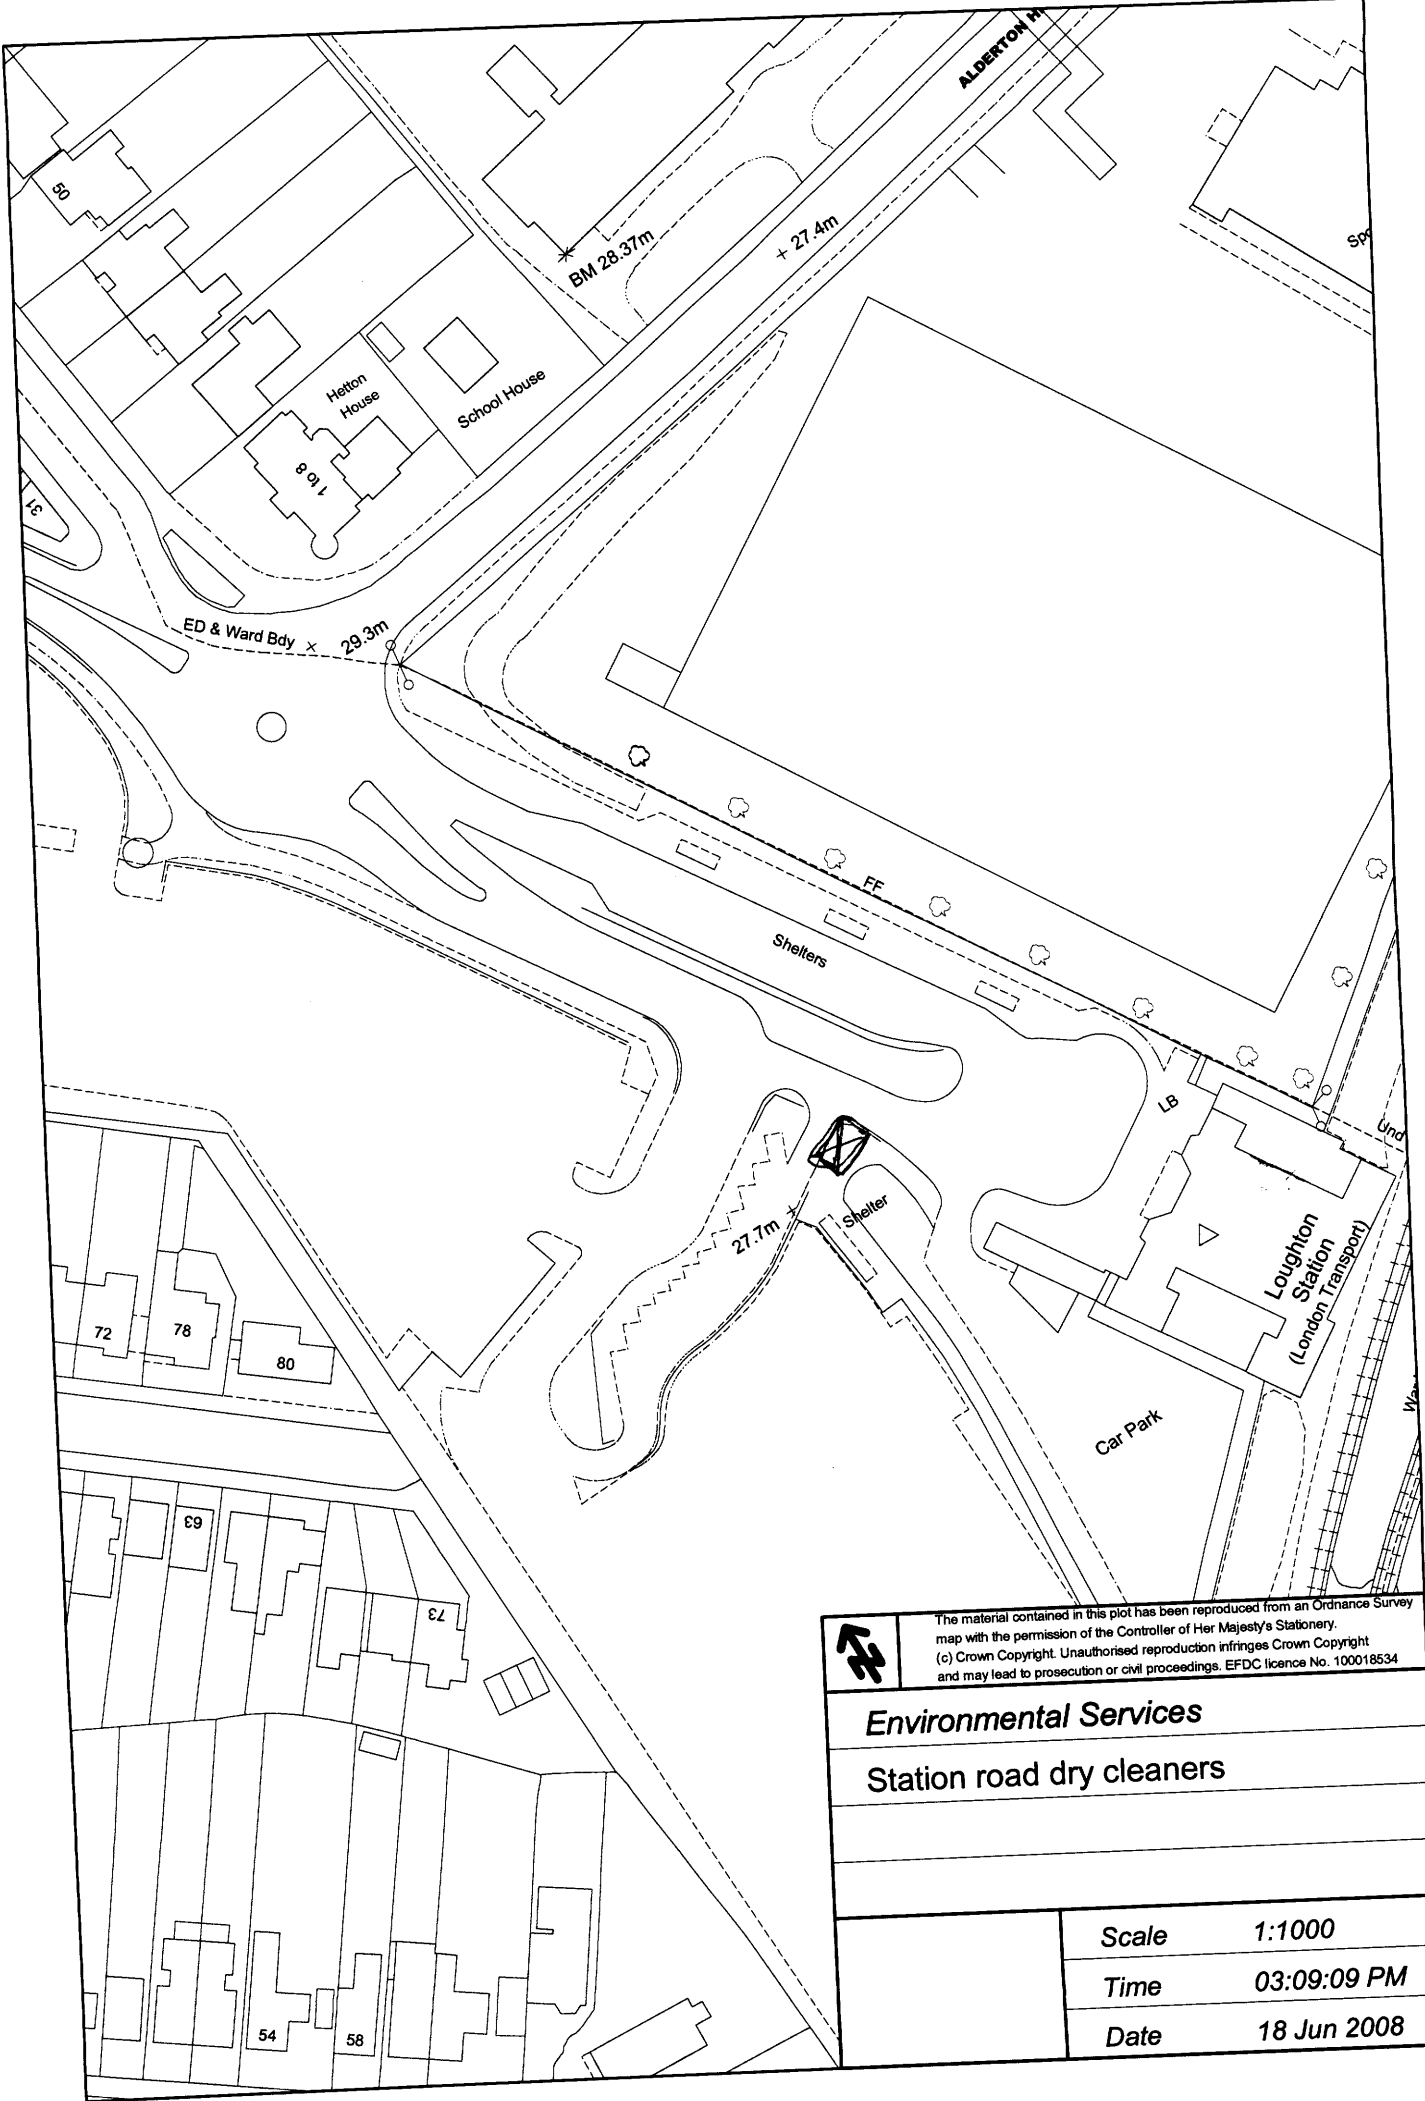 ALDERTON H
50
BM 28.37m
27.4m
Hetton
House
School House
1 to 8
31
ED & Ward Bdy
29.3m
FF
Shelters
LB
Und
Shelter
27.7m
Loughton
Station
(London Transport)
72
78
80
Car Park
63
73
54
58
The material contained in this plot has been reproduced from an Ordnance Survey
map with the permission of the Controller of Her Majesty's Stationery.
(c) Crown Copyright. Unauthorised reproduction infringes Crown Copyright
and may lead to prosecution or civil proceedings. EFDC licence No. 100018534
Environmental Services
Station road dry cleaners
Scale 1:1000
Time 03:09:09 PM
Date 18 Jun 2008